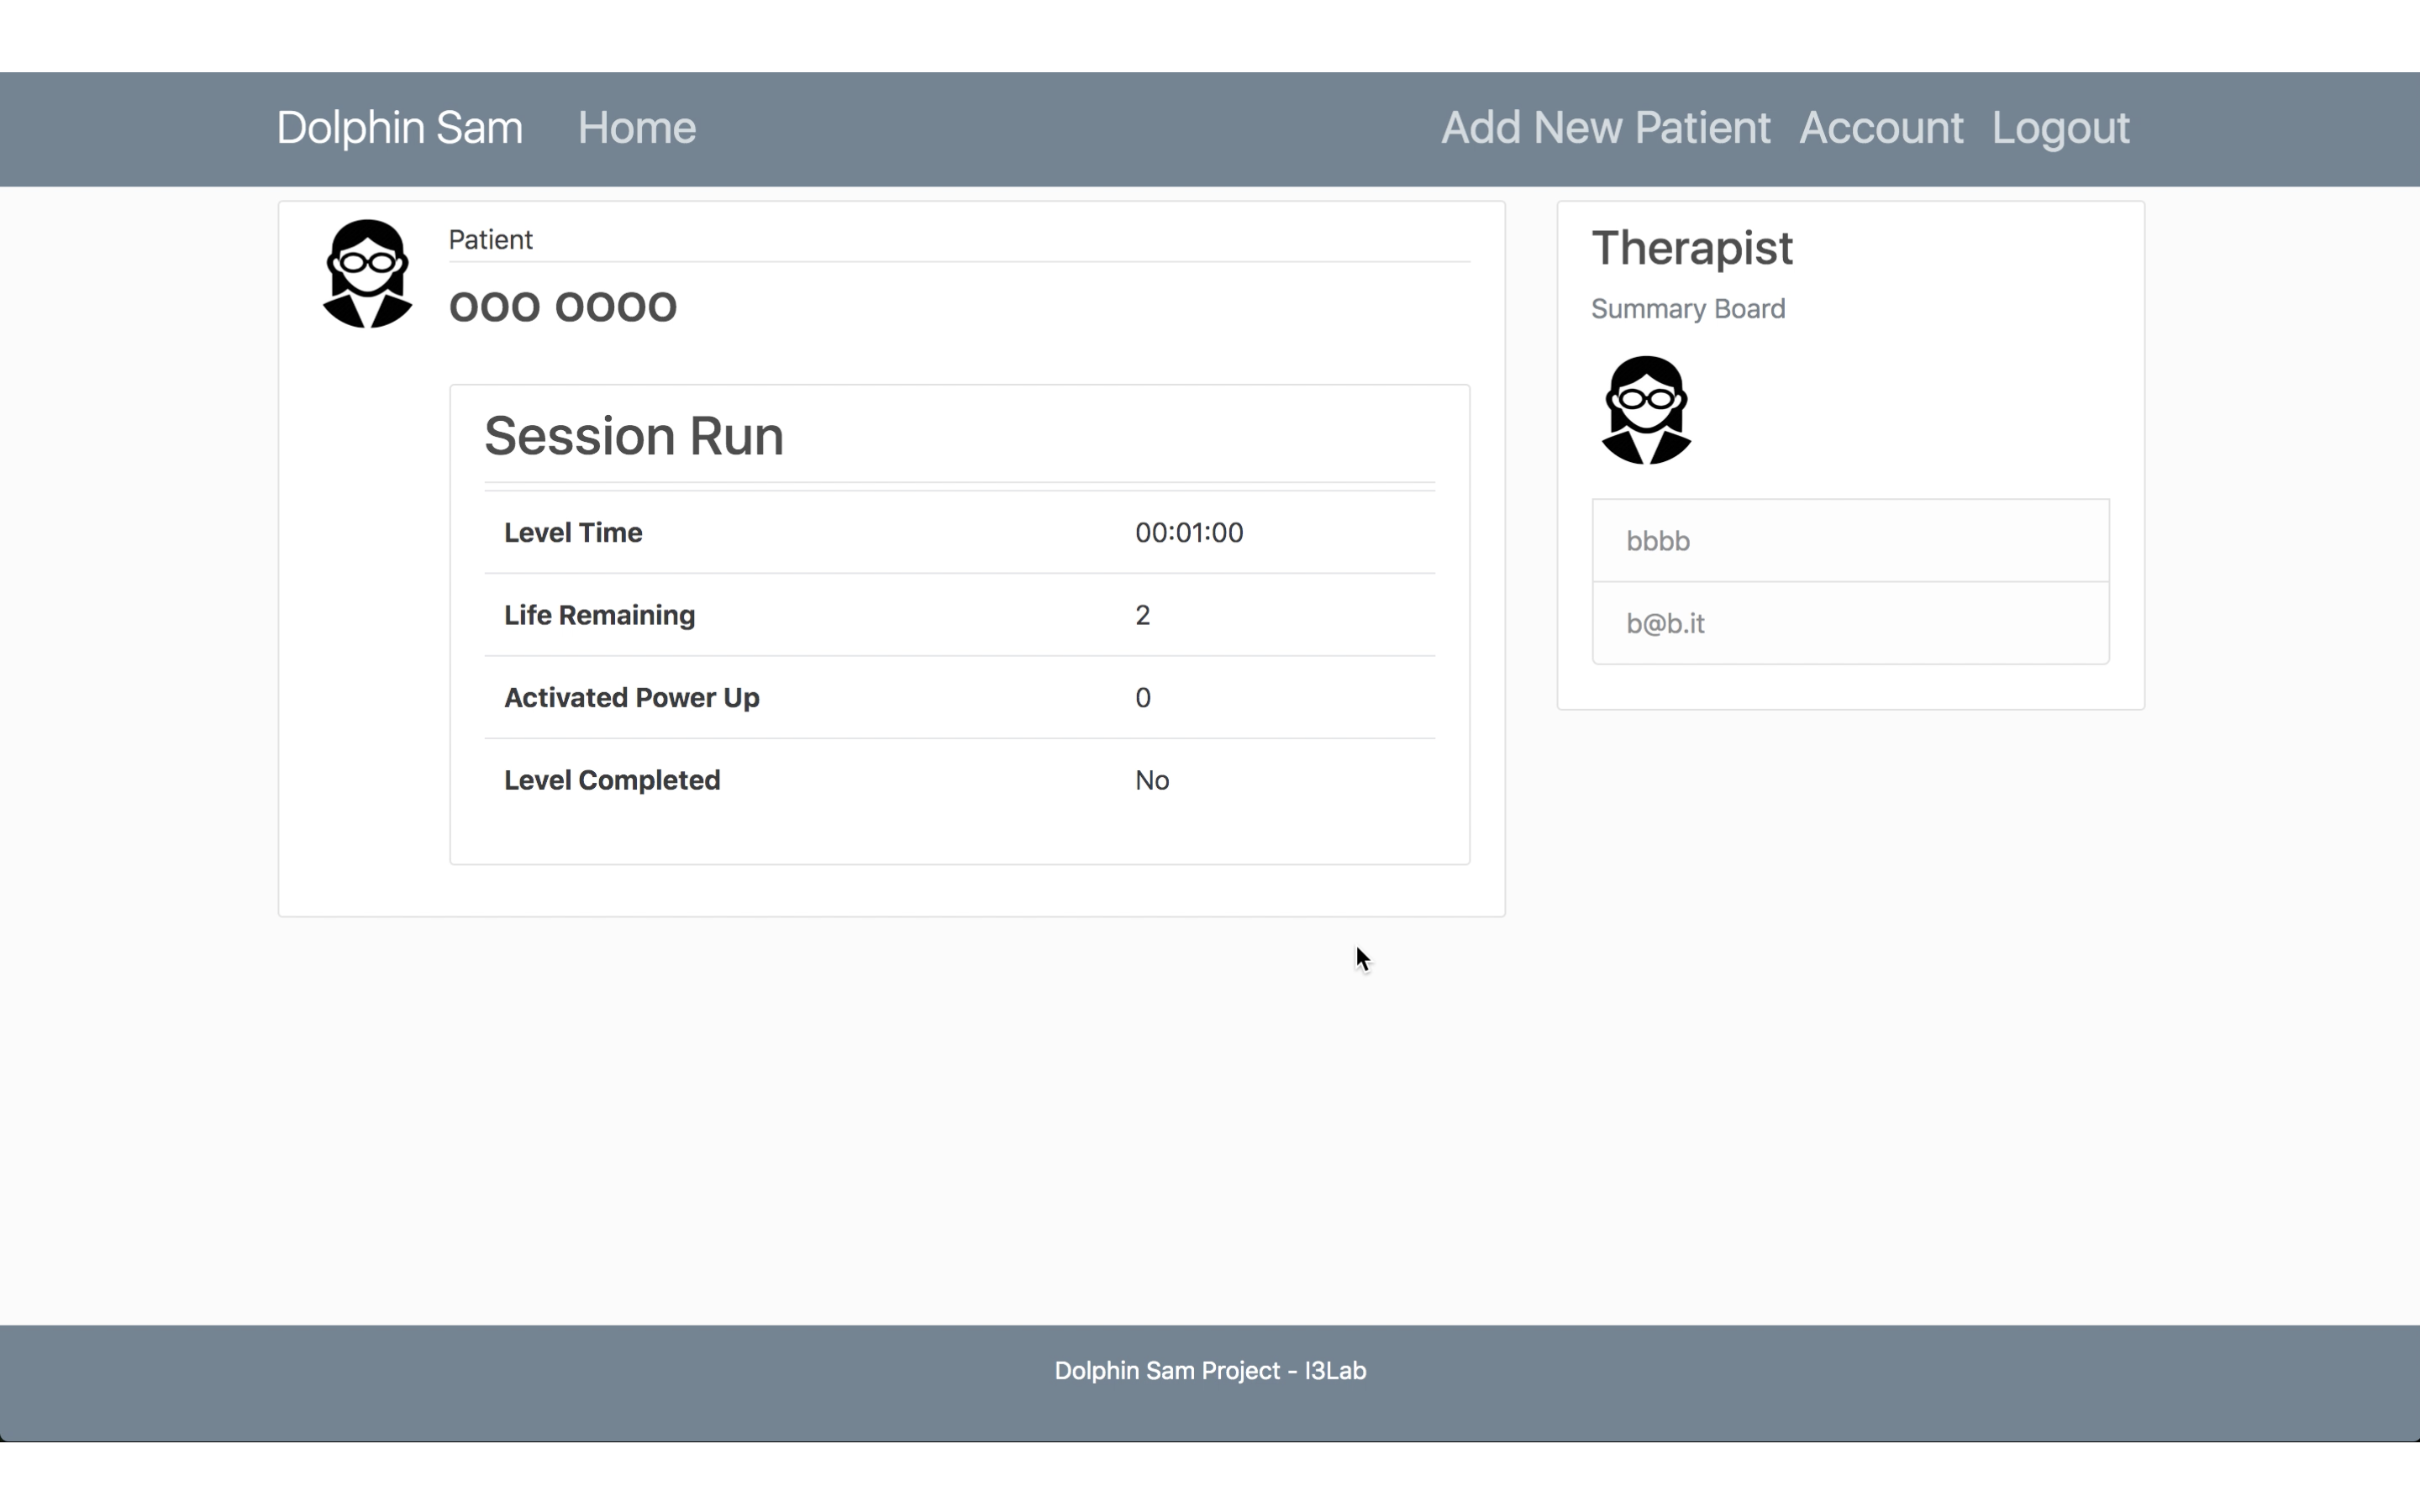 Dolphin Sam Home Add New Patient Account Logout
Patient
ooo oooo
Session Run
Level Time 00:01:00
Life Remaining 2
Activated Power Up 0
Level Completed No
Therapist
Summary Board
bbbb
b@b.it
Dolphin Sam Project - I3Lab